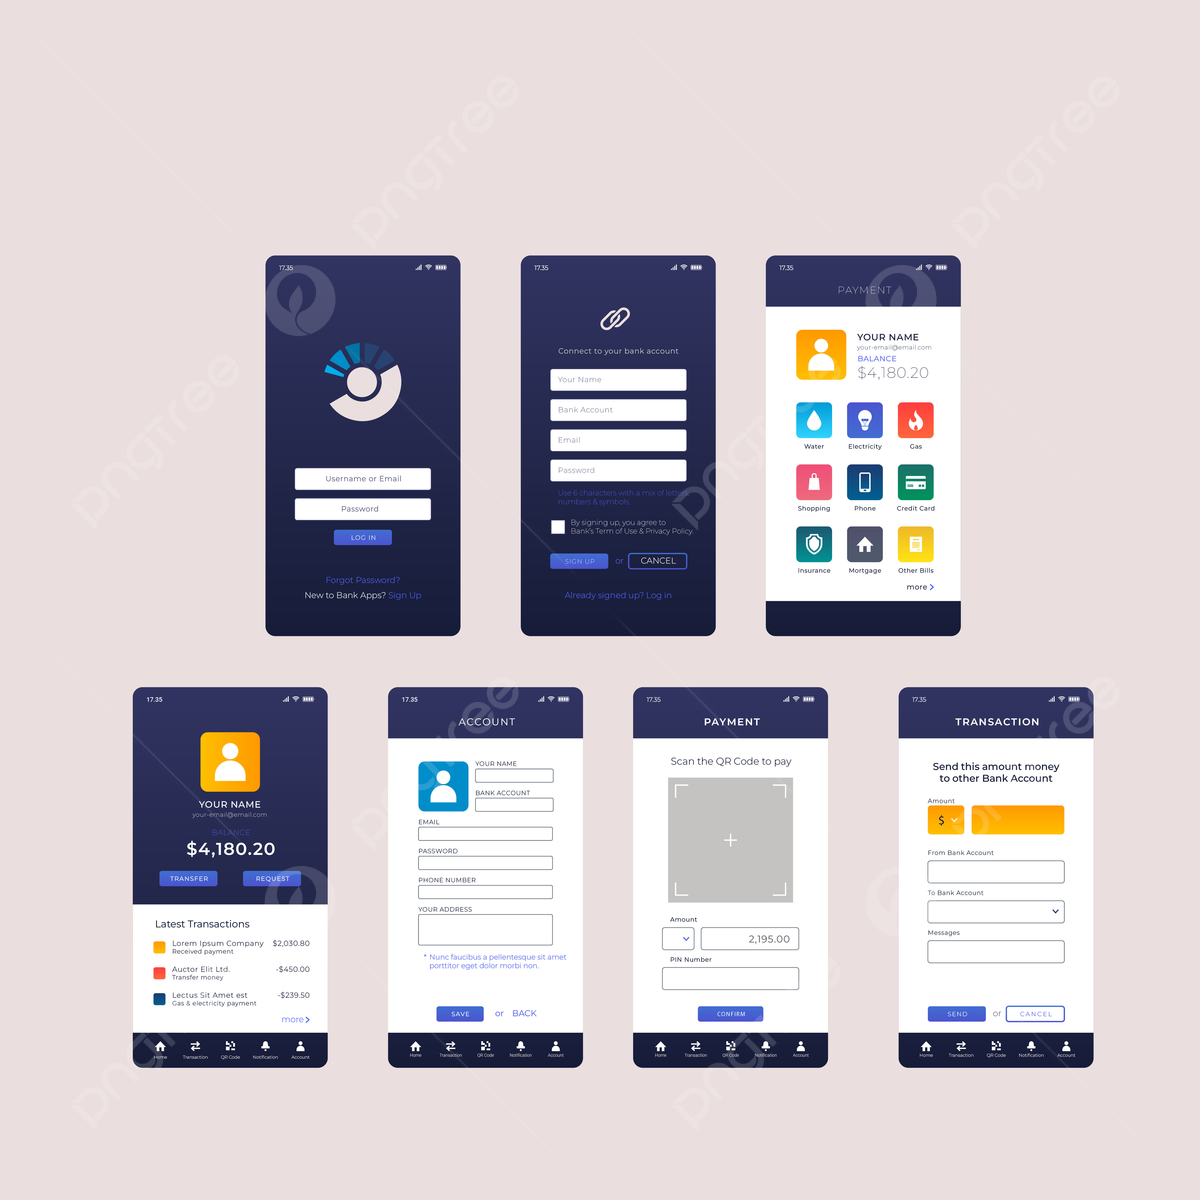 17.35
Username or Email
Password
LOG IN
Forgot Password?
New to Bank Apps? Sign Up
17.35
Connect to your bank account
Your Name
Bank Account
Email
Password
Use 6 characters with a mix of letters,
numbers & symbols
By signing up, you agree to
Bank's Term of Use & Privacy Policy.
SIGN UP or CANCEL
Already signed up? Log in
17.35
PAYMENT
YOUR NAME
your-email@email.com
BALANCE
$4,180.20
Water Electricity Gas
Shopping Phone Credit Card
Insurance Mortgage Other Bills
more
17.35
YOUR NAME
your-email@email.com
BALANCE
$4,180.20
TRANSFER REQUEST
Latest Transactions
Lorem Ipsum Company $2,030.80
Received payment
Auctor Elit Ltd. -$450.00
Transfer money
Lectus Sit Amet est -$239.50
Gas & electricity payment
more
Home Transaction QR Code Notification Account
17.35
ACCOUNT
YOUR NAME
BANK ACCOUNT
EMAIL
PASSWORD
PHONE NUMBER
YOUR ADDRESS
* Nunc faucibus a pellentesque sit amet
porttitor eget dolor morbi non.
SAVE or BACK
Home Transaction QR Code Notification Account
17.35
PAYMENT
Scan the QR Code to pay
Amount
2,195.00
PIN Number
CONFIRM
Home Transaction QR Code Notification Account
17.35
TRANSACTION
Send this amount money
to other Bank Account
Amount
$
From Bank Account
To Bank Account
Messages
SEND or CANCEL
Home Transaction QR Code Notification Account
pngtree
pngtree
pngtree
pngtree
pngtree
pngtree
pngtree
pngtree